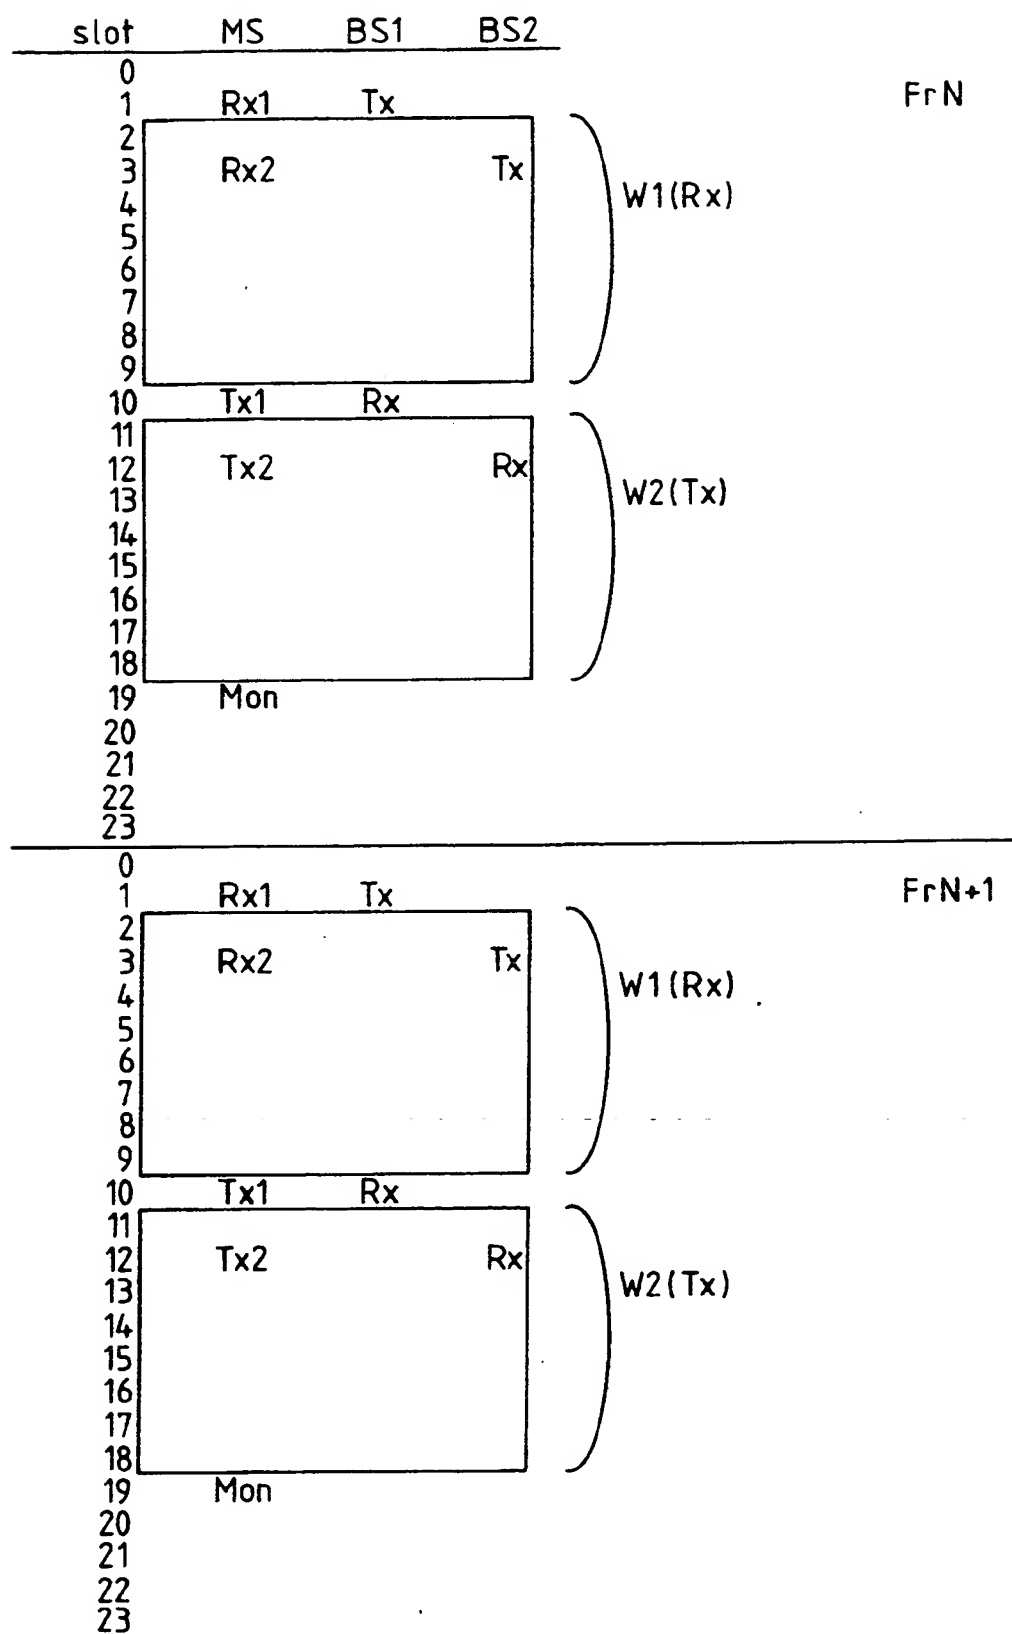 slot MS BS1 BS2
0
FrN
1 Rx1 Tx
2
3 Rx2 Tx
W1(Rx)
4
5
6
7
8
9
10 Tx1 Rx
11
12 Tx2 Rx
W2(Tx)
13
14
15
16
17
18
19 Mon
20
21
22
23
0
1 Rx1 Tx FrN+1
2
3 Rx2 Tx
W1(Rx)
4
5
6
7
8
9
10 Tx1 Rx
11
12 Tx2 Rx
W2(Tx)
13
14
15
16
17
18
19 Mon
20
21
22
23